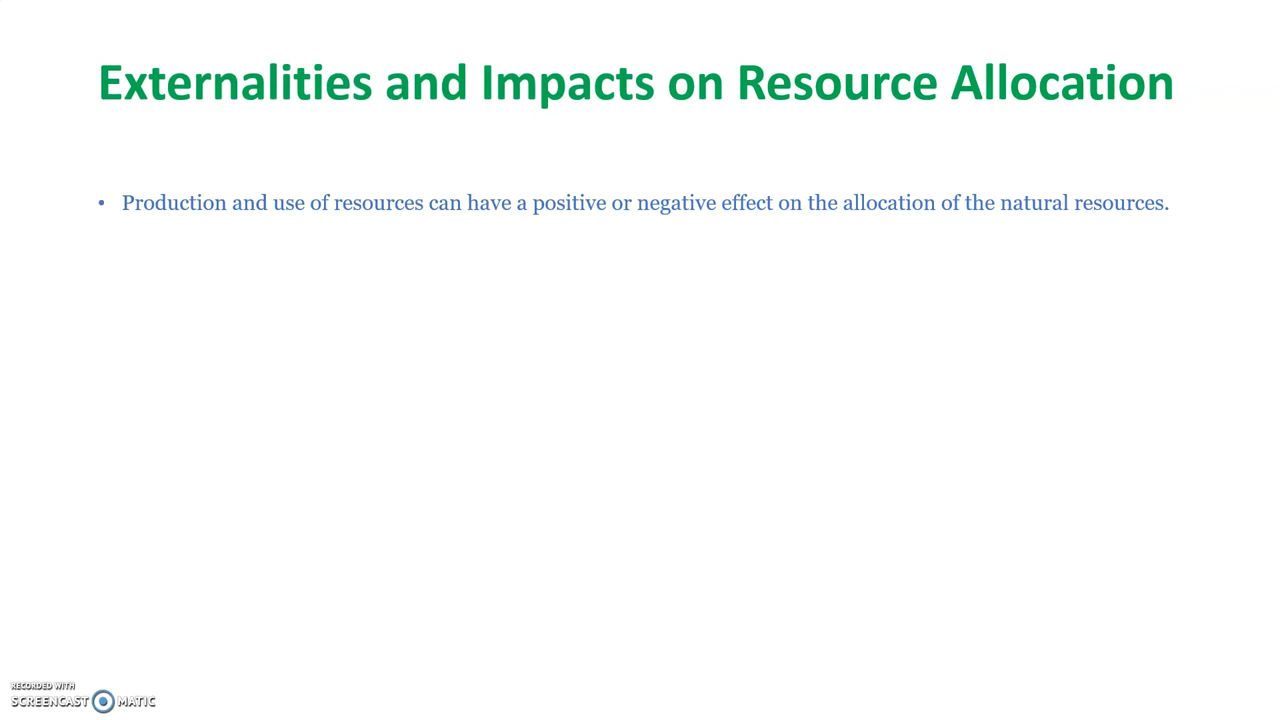 Externalities and Impacts on Resource Allocation
• Production and use of resources can have a positive or negative effect on the allocation of the natural resources.
RECORDED WITH
SCREENCAST MATIC